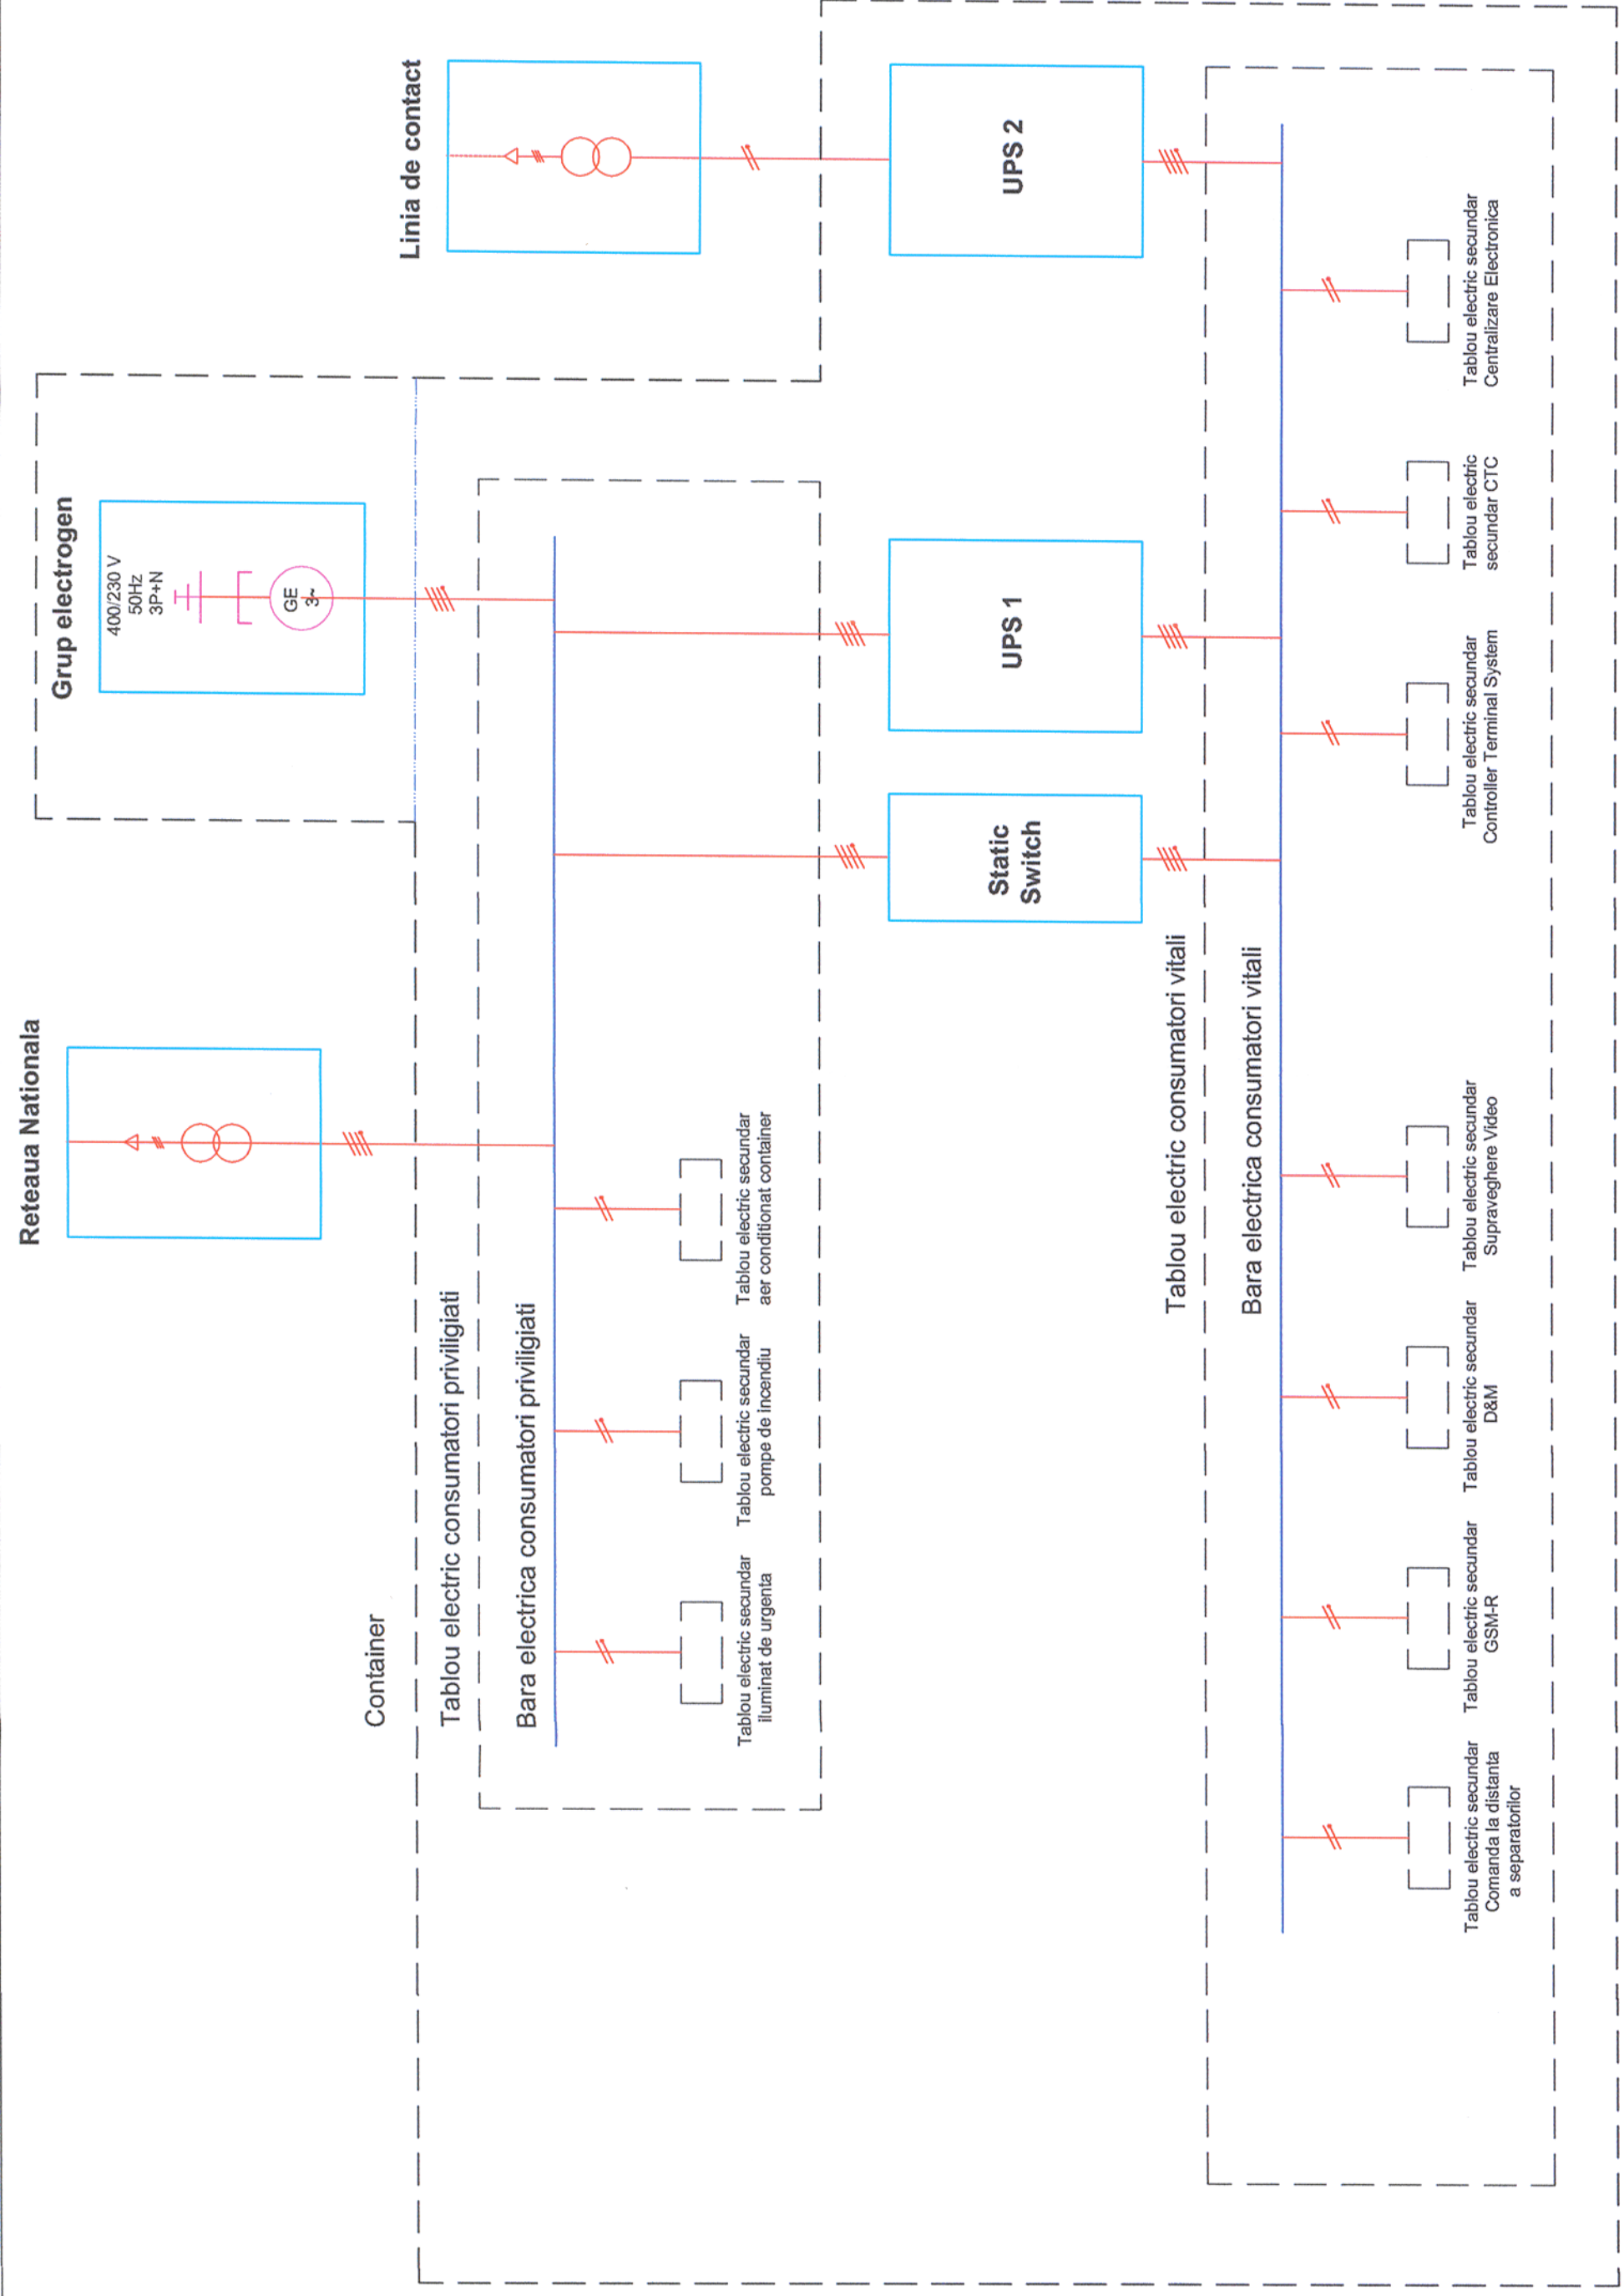 Reteaua Nationala
Grup electrogen
400/230 V
50Hz
3P+N
GE
3~
Linia de contact
Container
Tablou electric consumatori priviligiati
Bara electrica consumatori priviligiati
Tablou electric secundar
iluminat de urgenta
Tablou electric secundar
pompe de incendiu
Tablou electric secundar
aer conditionat container
Static
Switch
UPS 1
UPS 2
Tablou electric consumatori vitali
Bara electrica consumatori vitali
Tablou electric secundar
Comanda la distanta
a separatorilor
Tablou electric secundar
GSM-R
Tablou electric secundar
D&M
Tablou electric secundar
Supraveghere Video
Tablou electric secundar
Controller Terminal System
Tablou electric
secundar CTC
Tablou electric secundar
Centralizare Electronica